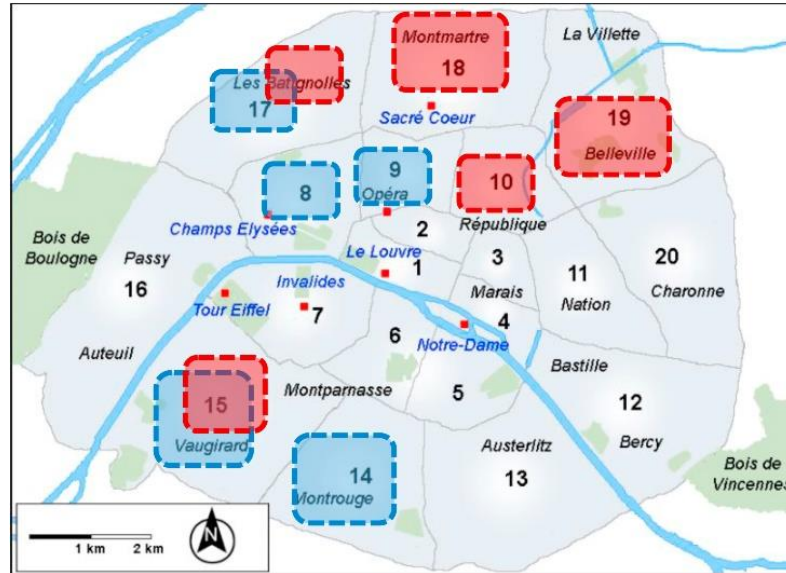 Montmartre
La Villette
18
Les Batignolles
17
Sacré Coeur
19
Belleville
9
Opéra
10
8
République
Champs Elysées
2
Le Louvre
Bois de
Boulogne
Passy
16
1
3
Marais
11
Nation
20
Charonne
Invalides
Tour Eiffel
7
4
Notre-Dame
6
Auteuil
Montparnasse
5
Bastille
15
Vaugirard
12
Bercy
14
Montrouge
Austerlitz
13
Bois de
Vincennes
N
1 km 2 km